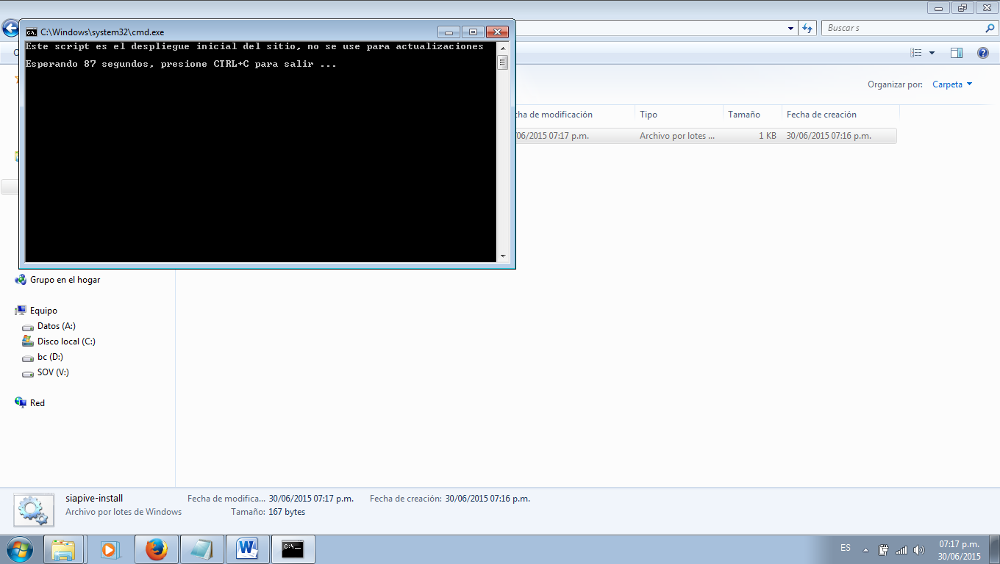 C:\Windows\system32\cmd.exe
Este script es el despliegue inicial del sitio, no se use para actualizaciones
Esperando 87 segundos, presione CTRL+C para salir ...
Buscar s
Organizar por: Carpeta
de modificación Tipo Tamaño Fecha de creación
/06/2015 07:17 p.m. Archivo por lotes ... 1 KB 30/06/2015 07:16 p.m.
Grupo en el hogar
Equipo
Datos (A:)
Disco local (C:)
bc (D:)
SOV (V:)
Red
siapive-install Fecha de modifica... 30/06/2015 07:17 p.m. Fecha de creación: 30/06/2015 07:16 p.m.
Archivo por lotes de Windows Tamaño: 167 bytes
C:\_
ES
07:17 p.m.
30/06/2015